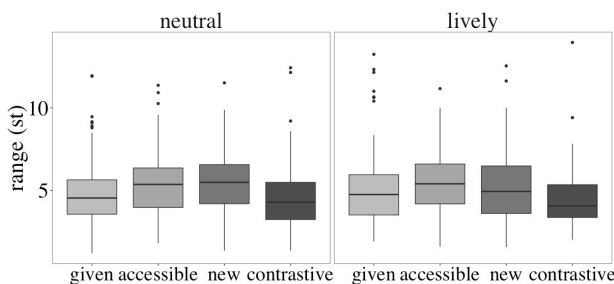 neutral
lively
range (st)
10
5
given accessible new contrastive
given accessible new contrastive